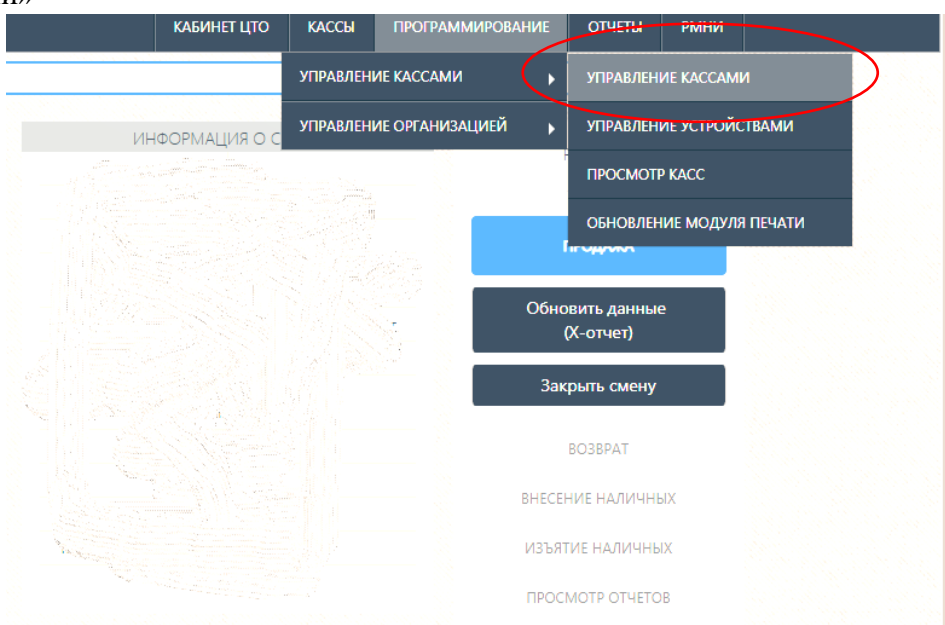 и»
КАБИНЕТ ЦТО КАССЫ ПРОГРАММИРОВАНИЕ ОТЧЕТЫ РМНИ
УПРАВЛЕНИЕ КАССАМИ УПРАВЛЕНИЕ КАССАМИ
УПРАВЛЕНИЕ ОРГАНИЗАЦИЕЙ УПРАВЛЕНИЕ УСТРОЙСТВАМИ
ИНФОРМАЦИЯ О С
ПРОСМОТР КАСС
ОБНОВЛЕНИЕ МОДУЛЯ ПЕЧАТИ
ПРОДАЖА
Обновить данные
(X-отчет)
Закрыть смену
ВОЗВРАТ
ВНЕСЕНИЕ НАЛИЧНЫХ
ИЗЪЯТИЕ НАЛИЧНЫХ
ПРОСМОТР ОТЧЕТОВ